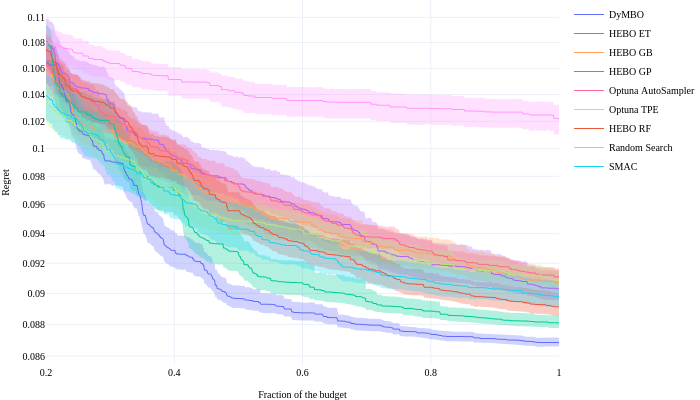 0.11
0.108
0.106
0.104
0.102
0.1
0.098
0.096
0.094
0.092
0.09
0.088
0.086
Regret
0.2
0.4
0.6
0.8
1
Fraction of the budget
DyMBO
HEBO ET
HEBO GB
HEBO GP
Optuna AutoSampler
Optuna TPE
HEBO RF
Random Search
SMAC